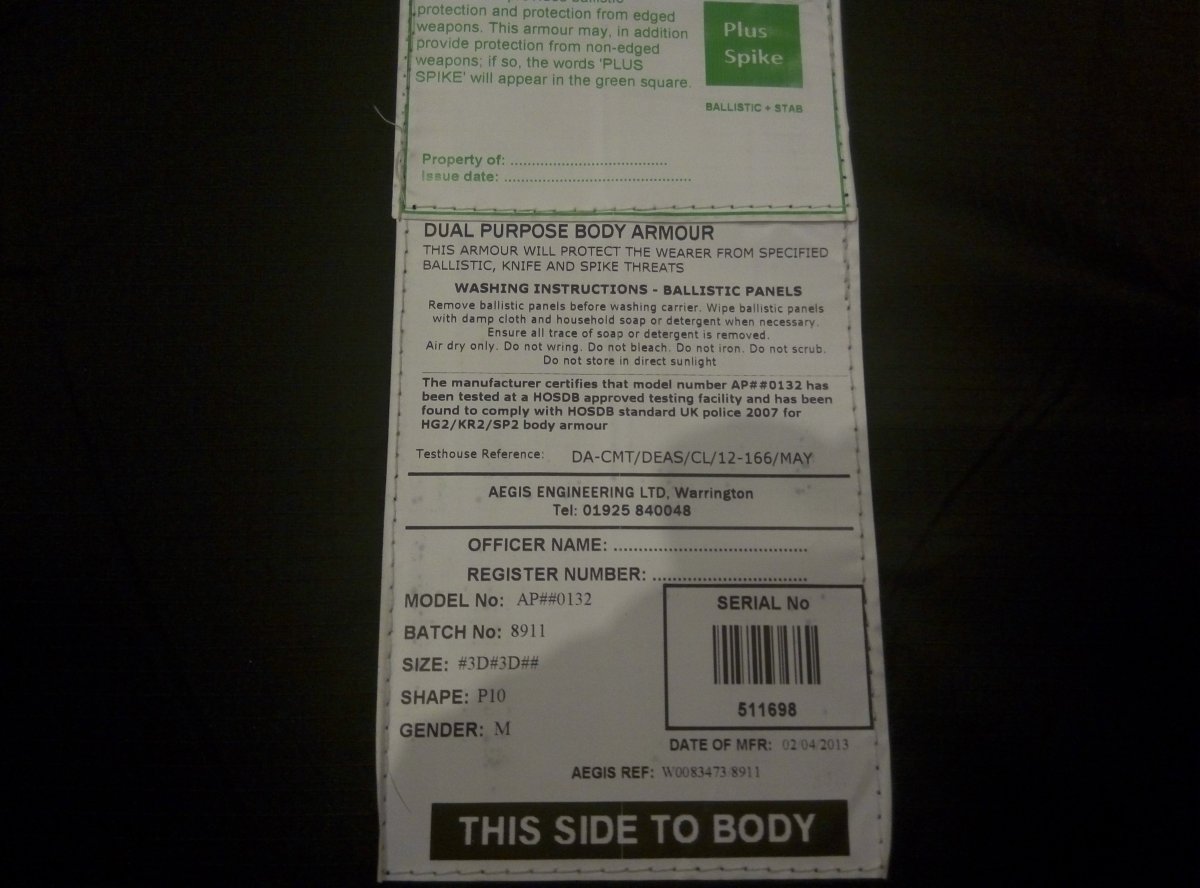 protection and protection from edged
weapons. This armour may, in addition
provide protection from non-edged
weapons; if so, the words 'PLUS
SPIKE' will appear in the green square.
Plus
Spike
BALLISTIC + STAB
Property of: ....................................
Issue date: ...........................................
DUAL PURPOSE BODY ARMOUR
THIS ARMOUR WILL PROTECT THE WEARER FROM SPECIFIED
BALLISTIC, KNIFE AND SPIKE THREATS
WASHING INSTRUCTIONS - BALLISTIC PANELS
Remove ballistic panels before washing carrier. Wipe ballistic panels
with damp cloth and household soap or detergent when necessary.
Ensure all trace of soap or detergent is removed.
Air dry only. Do not wring. Do not bleach. Do not iron. Do not scrub.
Do not store in direct sunlight
The manufacturer certifies that model number AP##0132 has
been tested at a HOSDB approved testing facility and has been
found to comply with HOSDB standard UK police 2007 for
HG2/KR2/SP2 body armour
Testhouse Reference: DA-CMT/DEAS/CL/12-166/MAY
AEGIS ENGINEERING LTD, Warrington
Tel: 01925 840048
OFFICER NAME: .......................................
REGISTER NUMBER: ...............................
MODEL No: AP##0132
BATCH No: 8911
SIZE: #3D#3D##
SHAPE: P10
GENDER: M
SERIAL No
511698
DATE OF MFR: 02/04/2013
AEGIS REF: W0083473/8911
THIS SIDE TO BODY